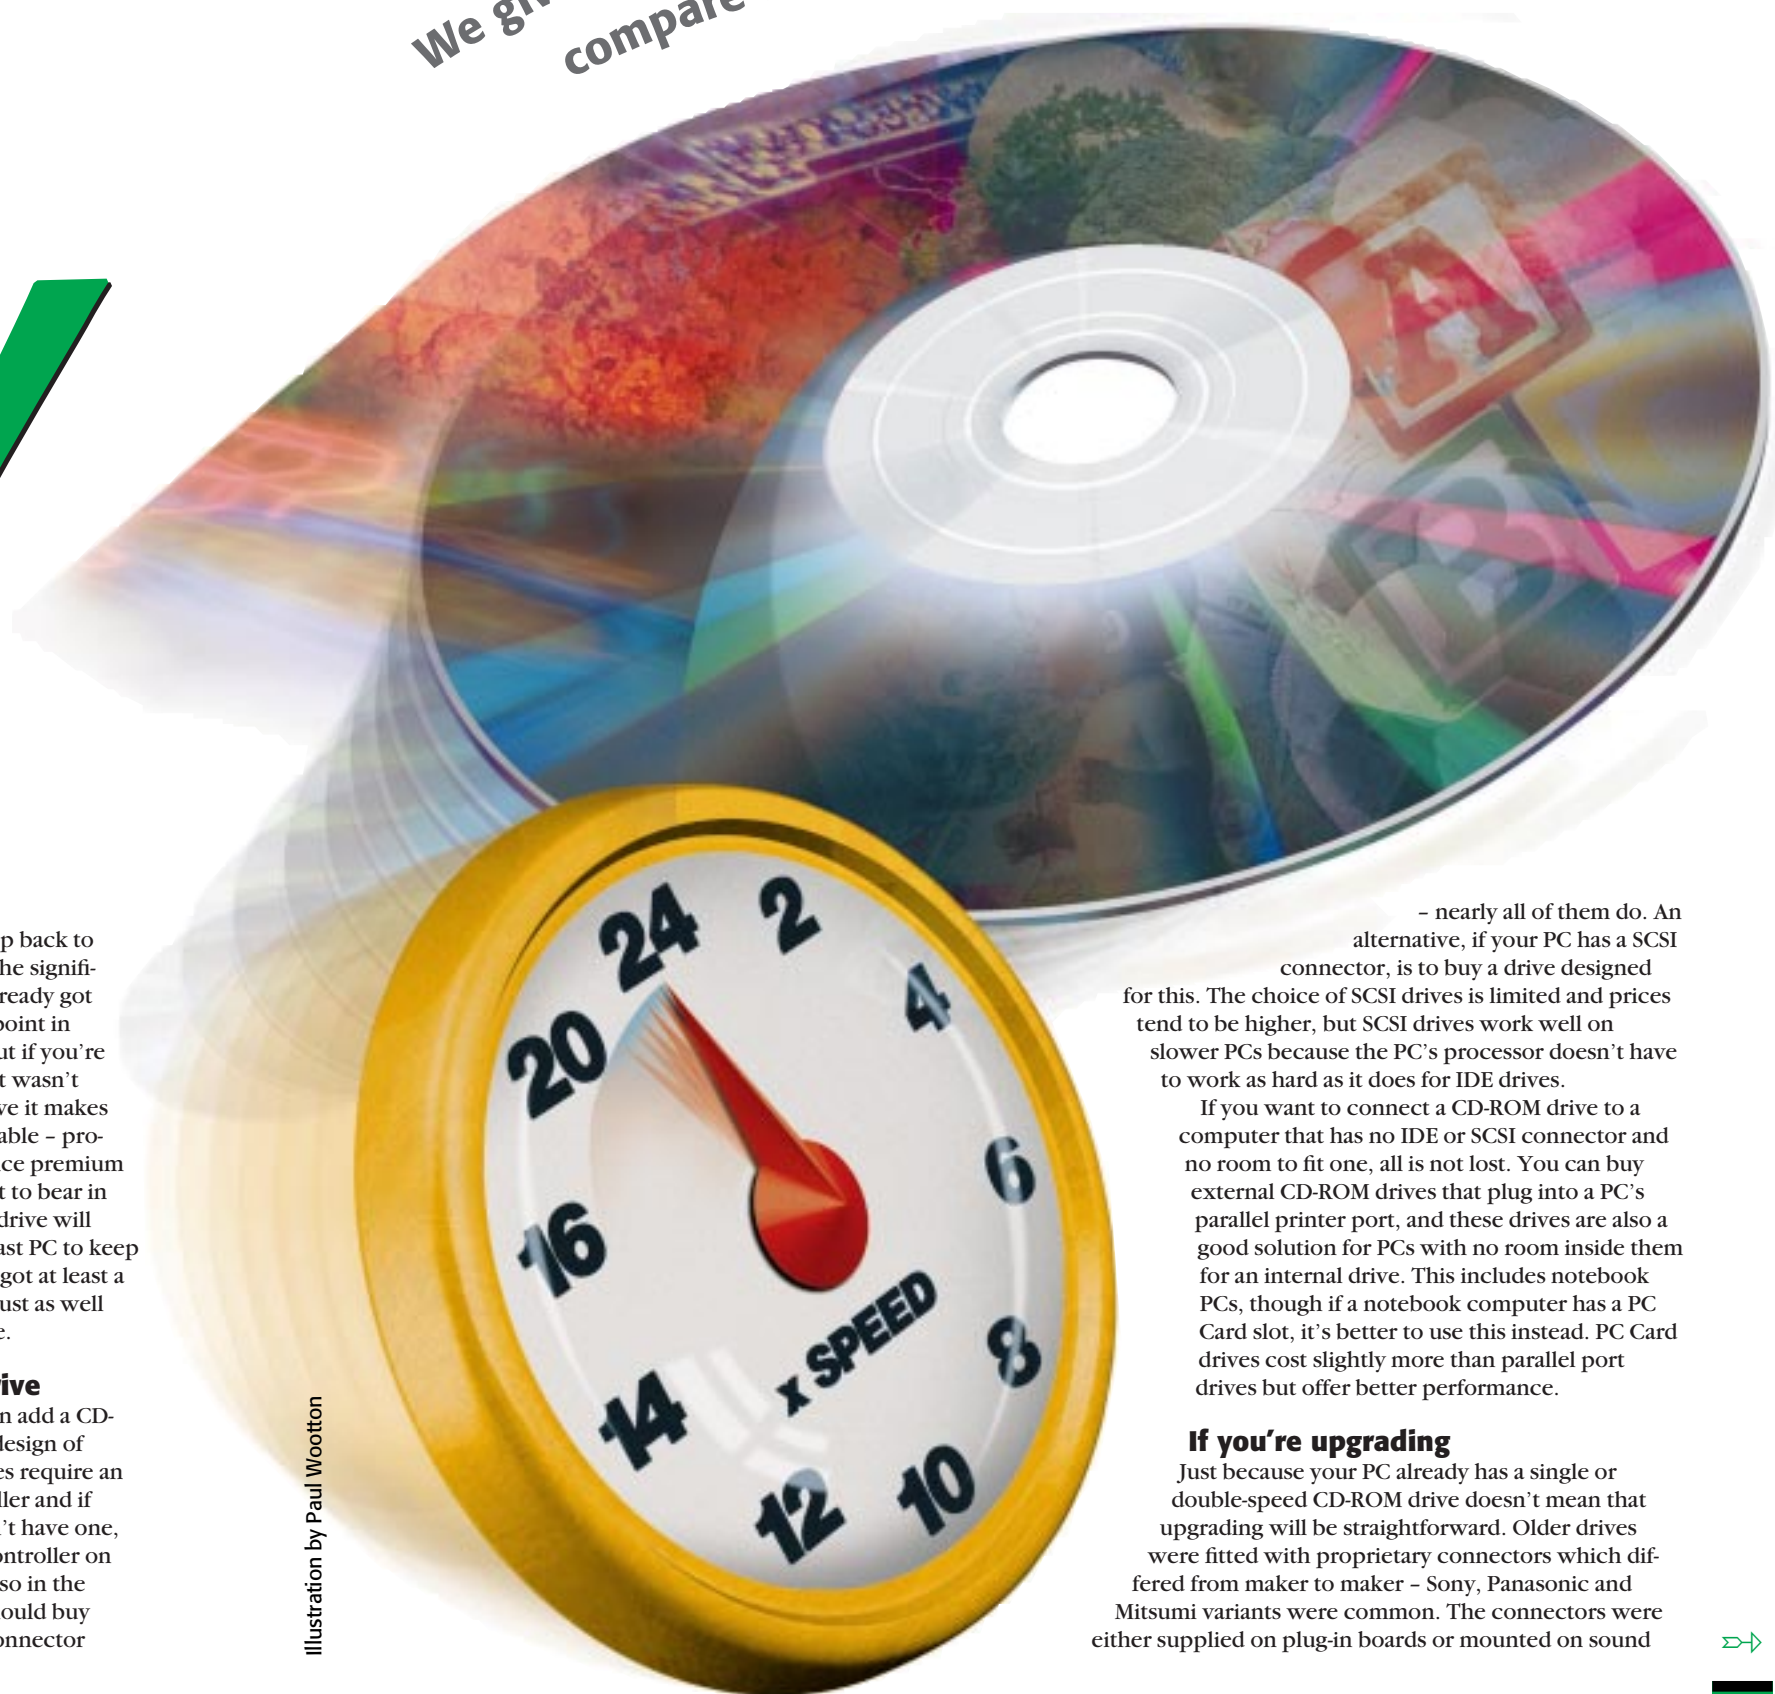 We giv
compare
p back to
he signifi-
ready got
point in
ut if you're
t wasn't
ve it makes
able – pro-
ice premium
t to bear in
drive will
ast PC to keep
got at least a
ust as well
e.
ive
n add a CD-
design of
es require an
ller and if
n't have one,
ontroller on
so in the
ould buy
onnector
Illustration by Paul Wootton
A
B
24
2
4
20
6
16
8
14
12
10
x SPEED
– nearly all of them do. An
alternative, if your PC has a SCSI
connector, is to buy a drive designed
for this. The choice of SCSI drives is limited and prices
tend to be higher, but SCSI drives work well on
slower PCs because the PC's processor doesn't have
to work as hard as it does for IDE drives.
If you want to connect a CD-ROM drive to a
computer that has no IDE or SCSI connector and
no room to fit one, all is not lost. You can buy
external CD-ROM drives that plug into a PC's
parallel printer port, and these drives are also a
good solution for PCs with no room inside them
for an internal drive. This includes notebook
PCs, though if a notebook computer has a PC
Card slot, it's better to use this instead. PC Card
drives cost slightly more than parallel port
drives but offer better performance.
If you're upgrading
Just because your PC already has a single or
double-speed CD-ROM drive doesn't mean that
upgrading will be straightforward. Older drives
were fitted with proprietary connectors which dif-
fered from maker to maker – Sony, Panasonic and
Mitsumi variants were common. The connectors were
either supplied on plug-in boards or mounted on sound